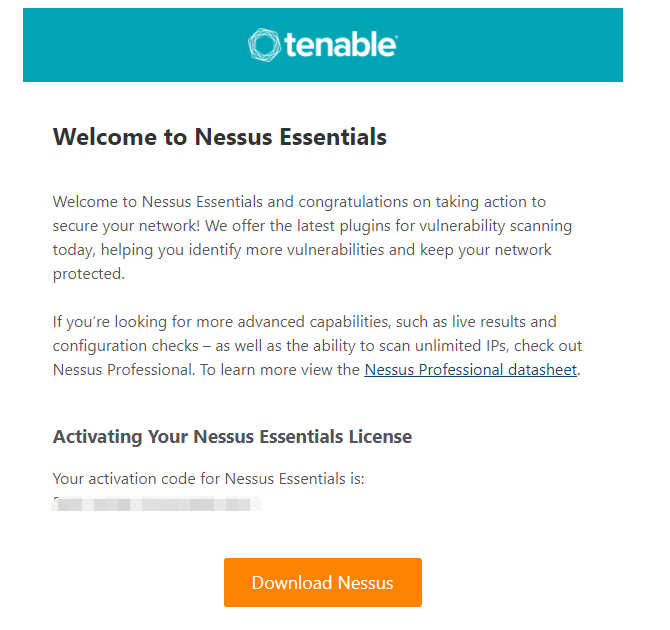 tenable
Welcome to Nessus Essentials
Welcome to Nessus Essentials and congratulations on taking action to
secure your network! We offer the latest plugins for vulnerability scanning
today, helping you identify more vulnerabilities and keep your network
protected.
If you’re looking for more advanced capabilities, such as live results and
configuration checks – as well as the ability to scan unlimited IPs, check out
Nessus Professional. To learn more view the Nessus Professional datasheet.
Activating Your Nessus Essentials License
Your activation code for Nessus Essentials is:
Download Nessus